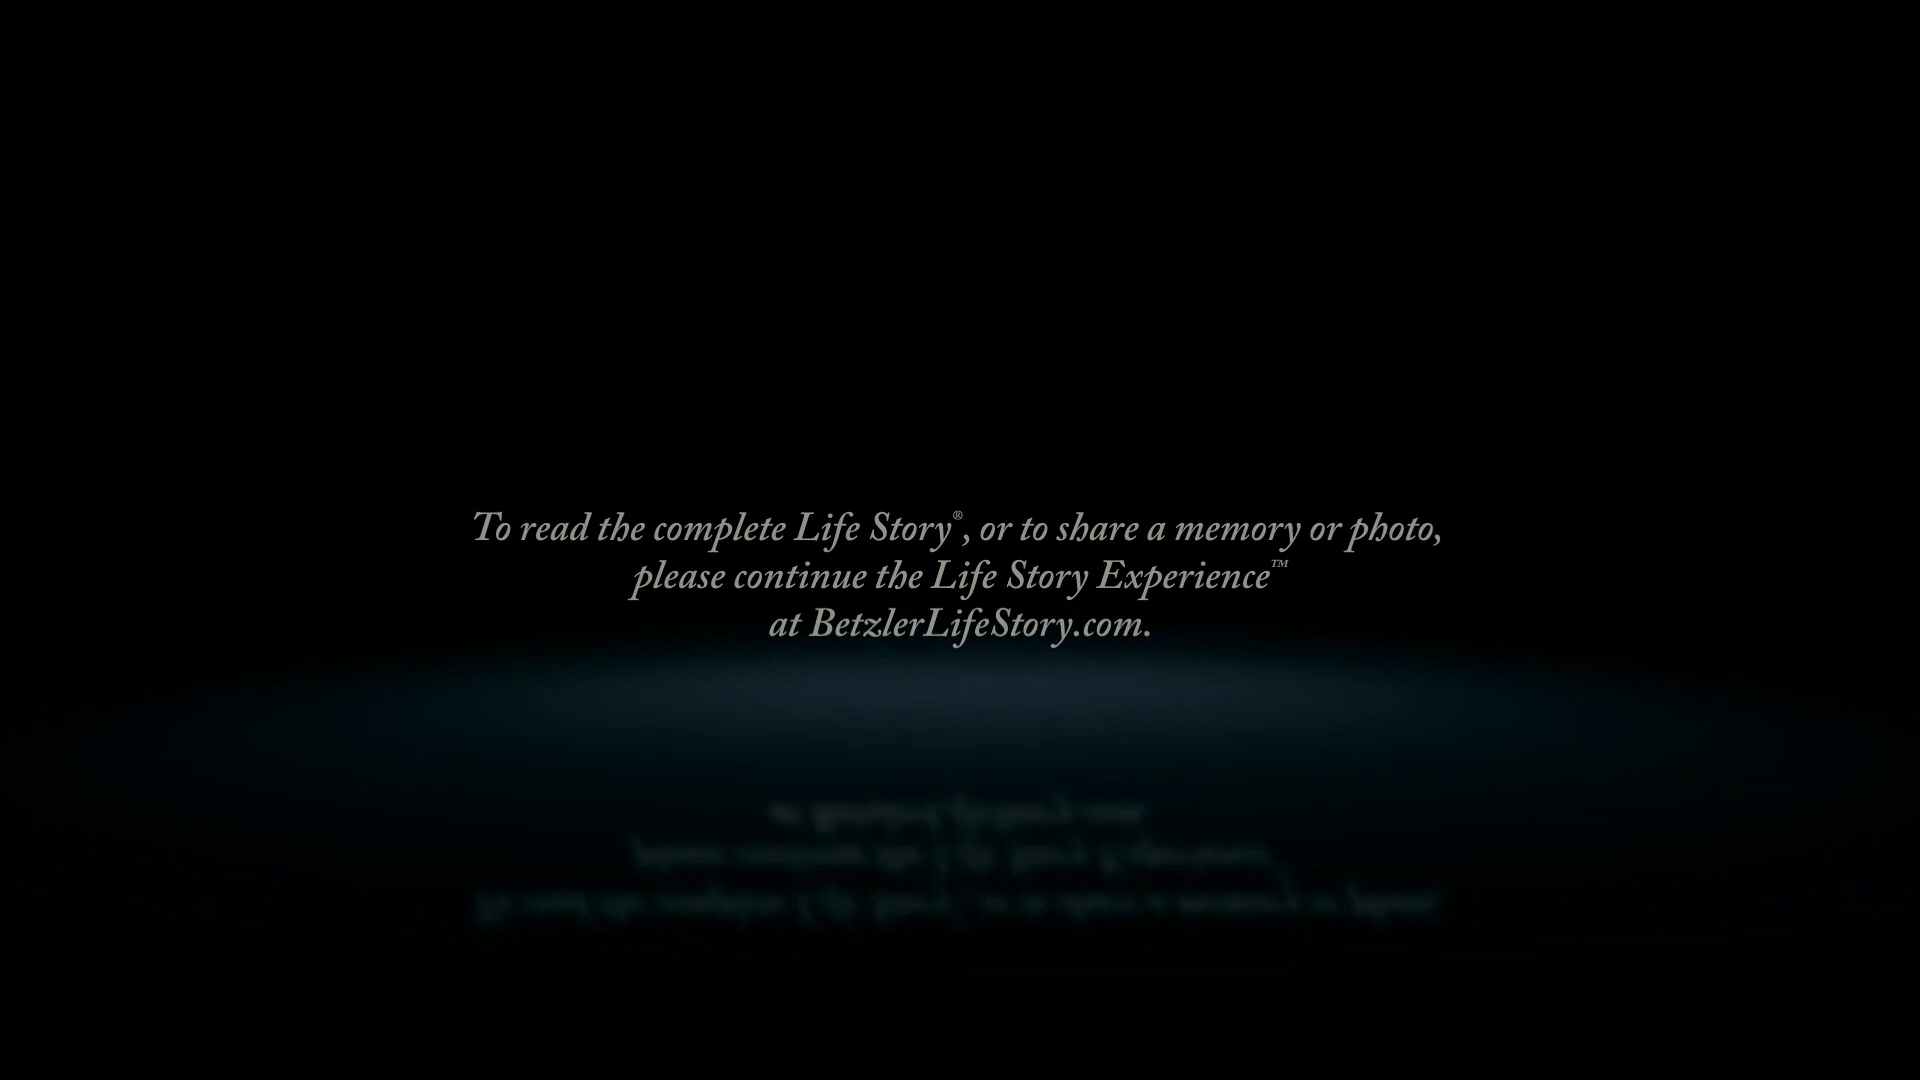 To read the complete Life Story®, or to share a memory or photo,
please continue the Life Story Experience™
at BetzlerLifeStory.com.